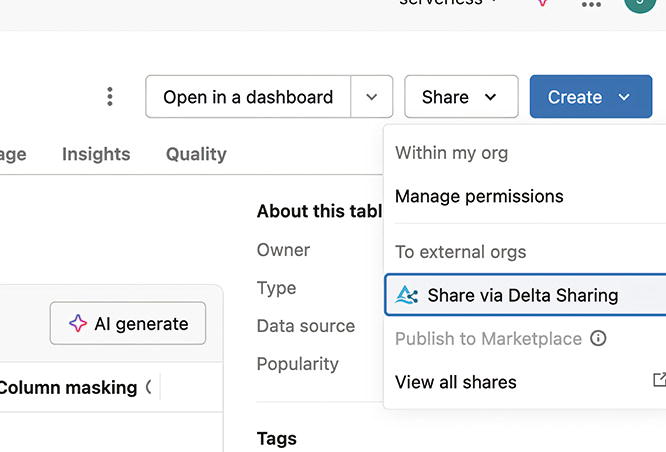 serverless
Open in a dashboard
Share
Create
age
Insights
Quality
Within my org
Manage permissions
To external orgs
Share via Delta Sharing
Publish to Marketplace
View all shares
About this tabl
Owner
Type
Data source
Popularity
Tags
AI generate
Column masking